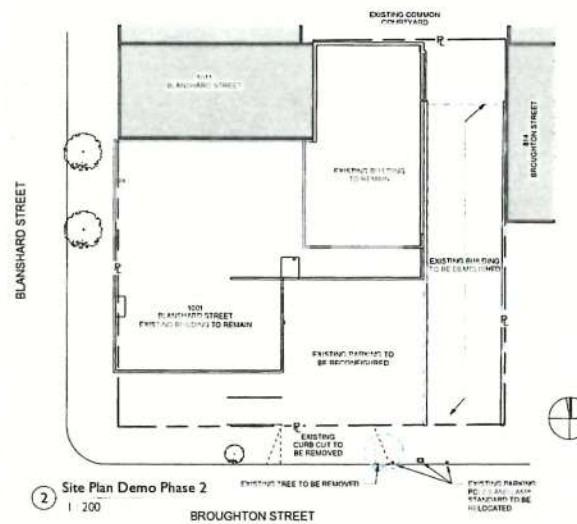 EXISTING COMMON
COURTYARD
BLANSHARD STREET
814
BROUGHTON STREET
EXISTING BUILDING
TO REMAIN
BLANSHARD STREET
EXISTING BUILDING
TO BE DEMOLISHED
1001
BLANSHARD STREET
EXISTING BUILDING TO REMAIN
EXISTING PARKING TO
BE RECONFIGURED
EXISTING
CURB CUT TO
BE REMOVED
EXISTING TREE TO BE REMOVED
EXISTING PARKING
STANDARD TO BE
RELOCATED
2 Site Plan Demo Phase 2
1 : 200
BROUGHTON STREET